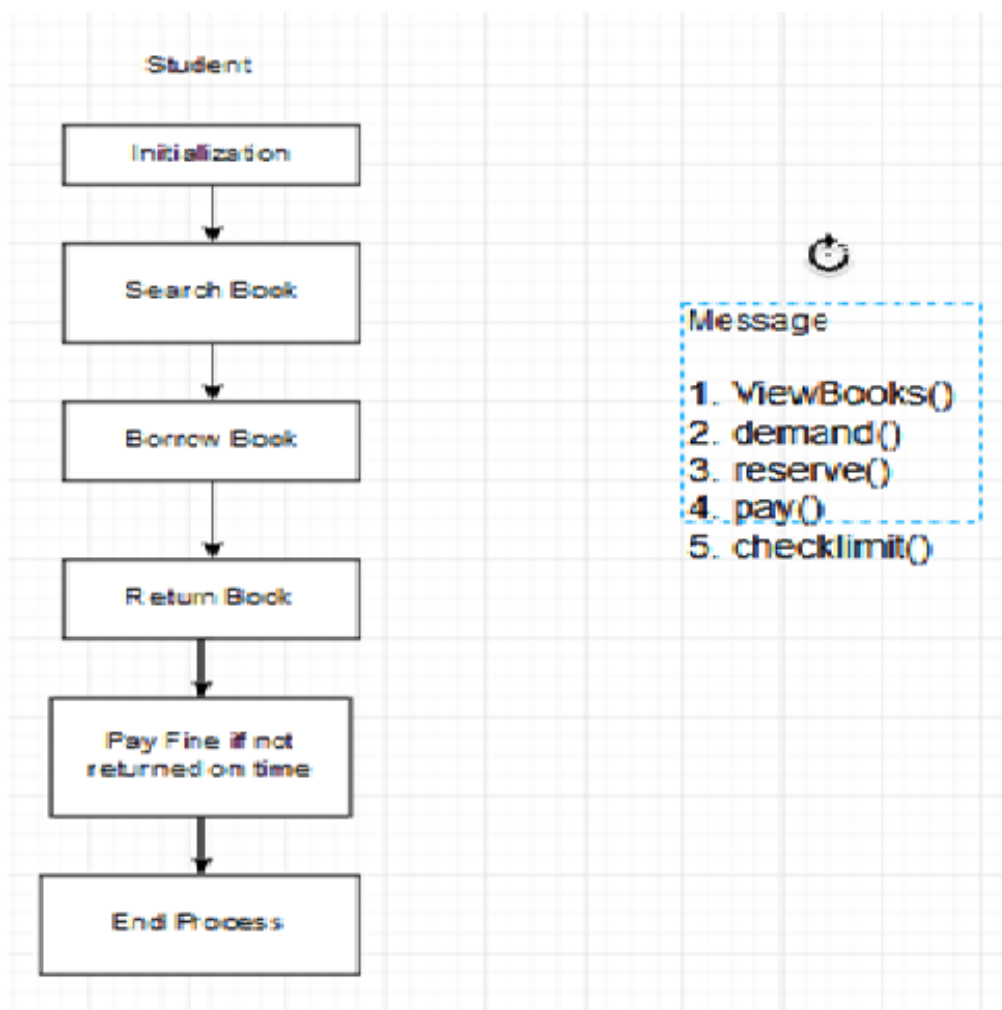 Student
Initialization
Search Book
Borrow Book
Return Book
Pay Fine if not
returned on time
End Process
Message
1. ViewBooks()
2. demand()
3. reserve()
4. pay()
5. checklimit()